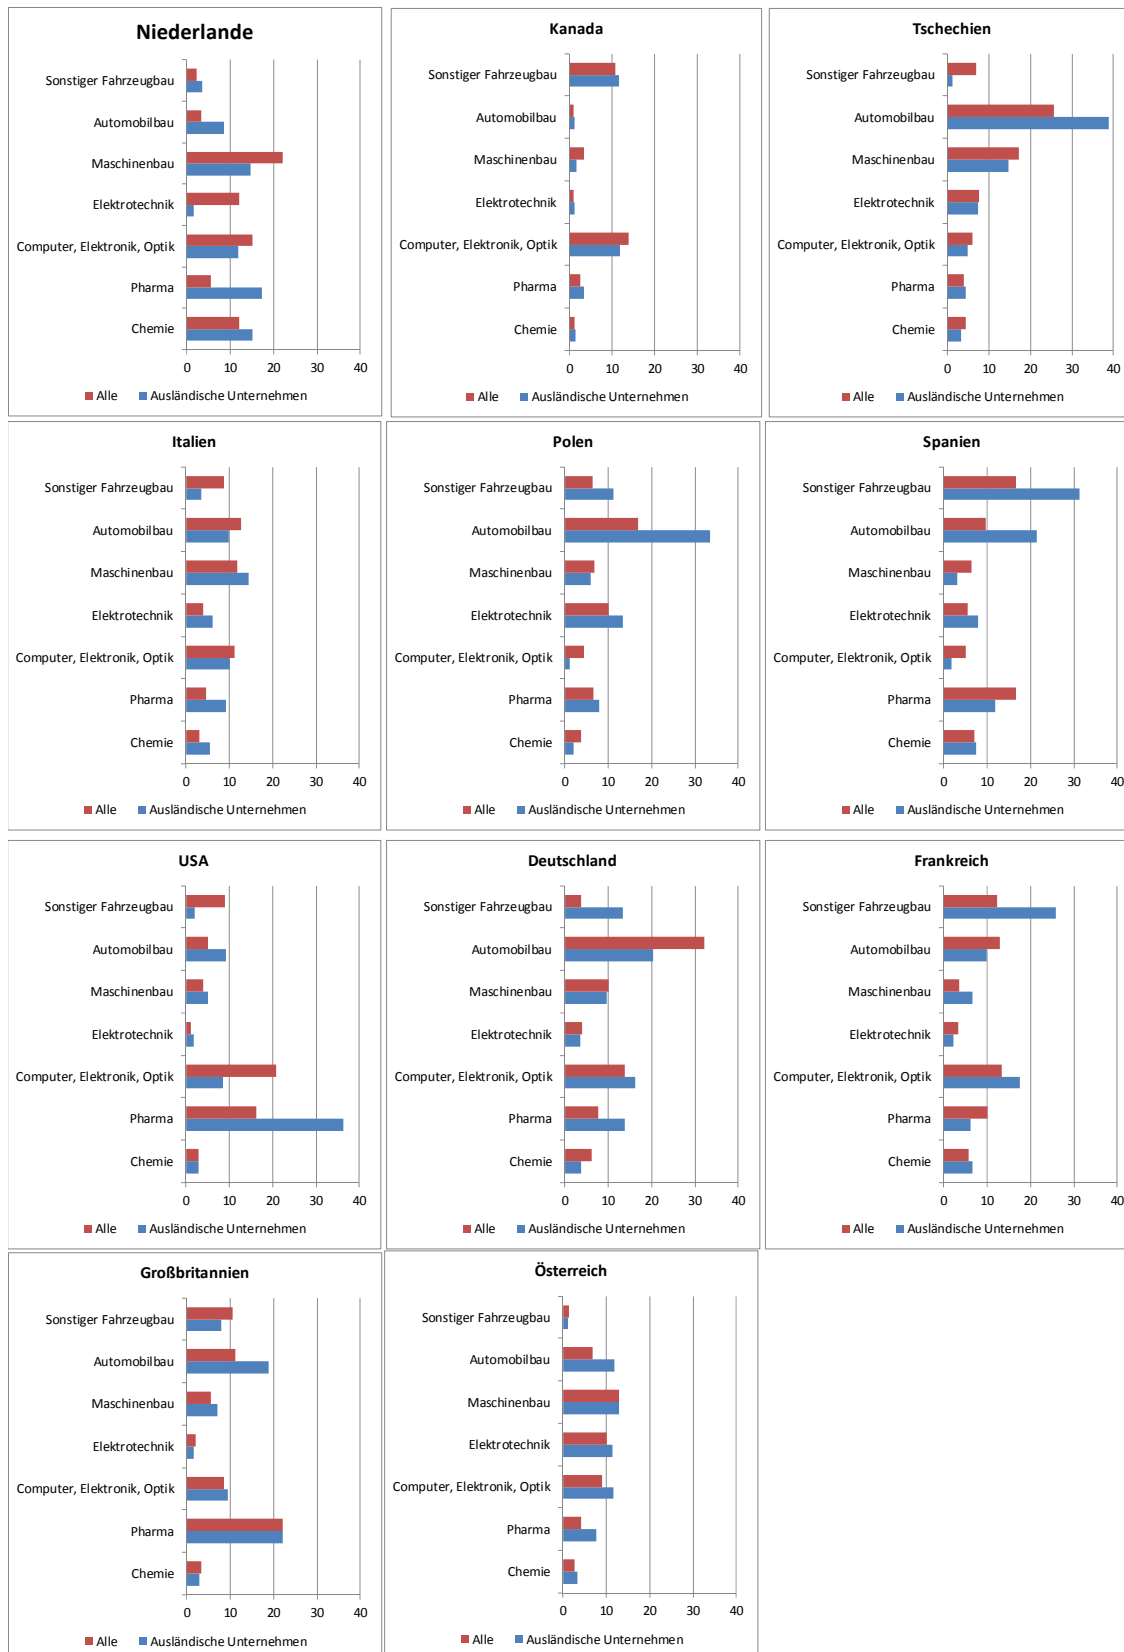 Niederlande
Sonstiger Fahrzeugbau
Automobilbau
Maschinenbau
Elektrotechnik
Computer, Elektronik, Optik
Pharma
Chemie
0 10 20 30 40
Alle Ausländische Unternehmen
Kanada
Sonstiger Fahrzeugbau
Automobilbau
Maschinenbau
Elektrotechnik
Computer, Elektronik, Optik
Pharma
Chemie
0 10 20 30 40
Alle Ausländische Unternehmen
Tschechien
Sonstiger Fahrzeugbau
Automobilbau
Maschinenbau
Elektrotechnik
Computer, Elektronik, Optik
Pharma
Chemie
0 10 20 30 40
Alle Ausländische Unternehmen
Italien
Sonstiger Fahrzeugbau
Automobilbau
Maschinenbau
Elektrotechnik
Computer, Elektronik, Optik
Pharma
Chemie
0 10 20 30 40
Alle Ausländische Unternehmen
Polen
Sonstiger Fahrzeugbau
Automobilbau
Maschinenbau
Elektrotechnik
Computer, Elektronik, Optik
Pharma
Chemie
0 10 20 30 40
Alle Ausländische Unternehmen
Spanien
Sonstiger Fahrzeugbau
Automobilbau
Maschinenbau
Elektrotechnik
Computer, Elektronik, Optik
Pharma
Chemie
0 10 20 30 40
Alle Ausländische Unternehmen
USA
Sonstiger Fahrzeugbau
Automobilbau
Maschinenbau
Elektrotechnik
Computer, Elektronik, Optik
Pharma
Chemie
0 10 20 30 40
Alle Ausländische Unternehmen
Deutschland
Sonstiger Fahrzeugbau
Automobilbau
Maschinenbau
Elektrotechnik
Computer, Elektronik, Optik
Pharma
Chemie
0 10 20 30 40
Alle Ausländische Unternehmen
Frankreich
Sonstiger Fahrzeugbau
Automobilbau
Maschinenbau
Elektrotechnik
Computer, Elektronik, Optik
Pharma
Chemie
0 10 20 30 40
Alle Ausländische Unternehmen
Großbritannien
Sonstiger Fahrzeugbau
Automobilbau
Maschinenbau
Elektrotechnik
Computer, Elektronik, Optik
Pharma
Chemie
0 10 20 30 40
Alle Ausländische Unternehmen
Österreich
Sonstiger Fahrzeugbau
Automobilbau
Maschinenbau
Elektrotechnik
Computer, Elektronik, Optik
Pharma
Chemie
0 10 20 30 40
Alle Ausländische Unternehmen